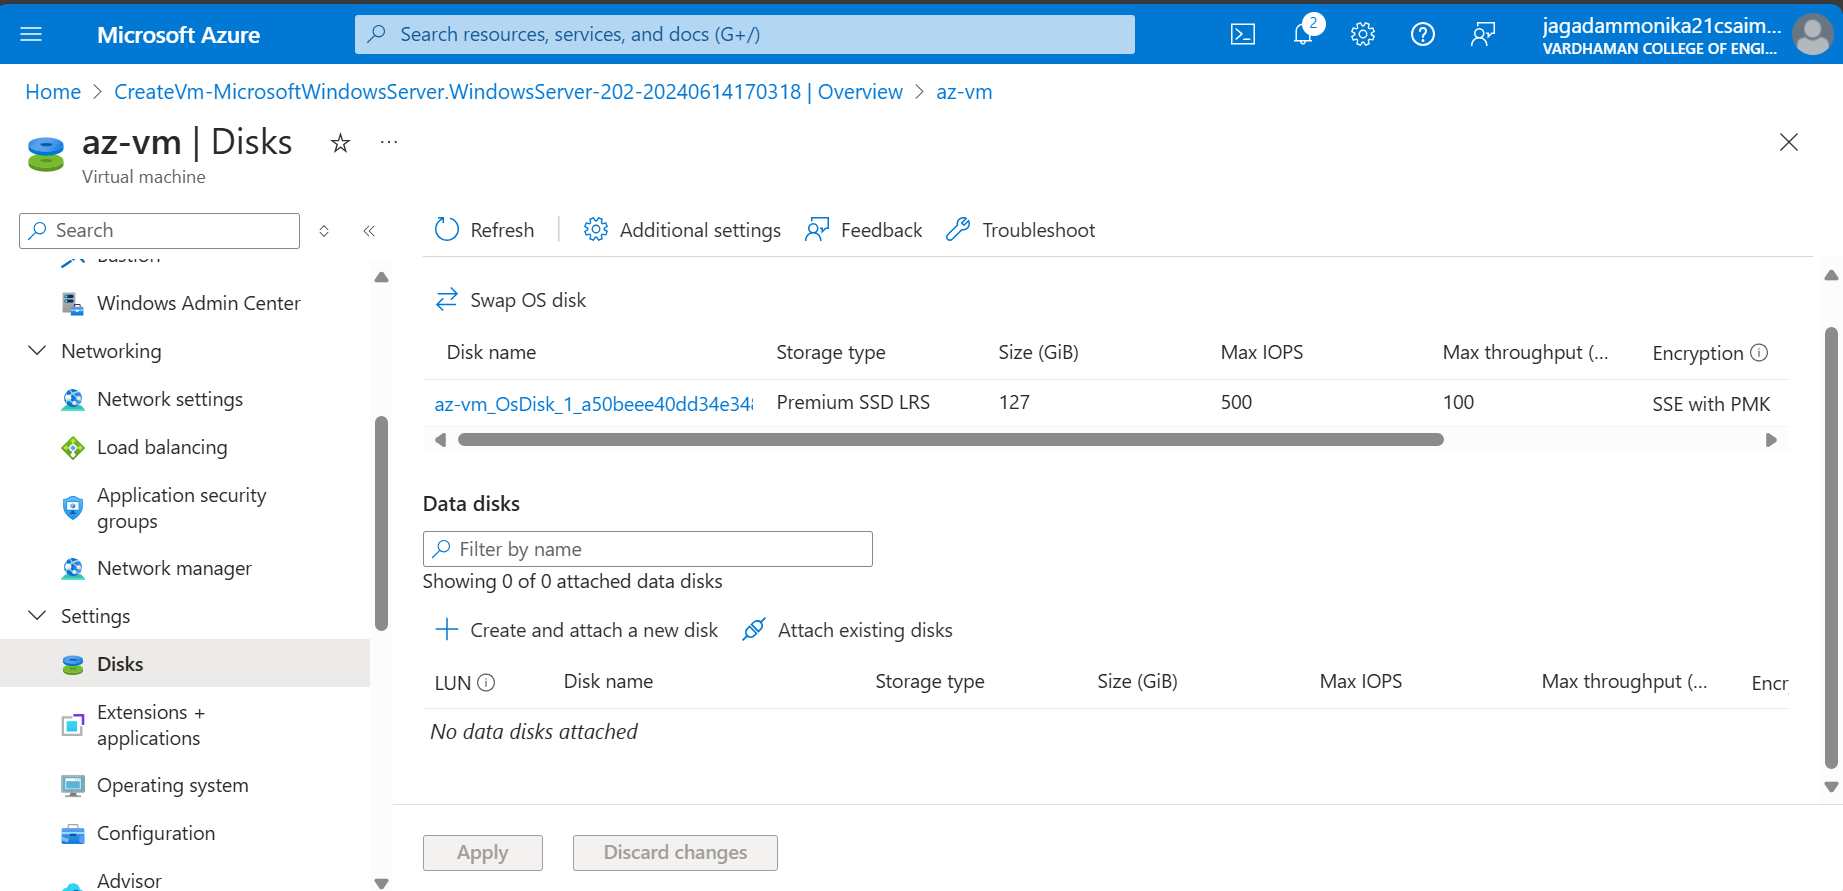 Microsoft Azure
Search resources, services, and docs (G+/)
2
jagadammonika21csaim...
VARDHAMAN COLLEGE OF ENGI...
Home > CreateVm-MicrosoftWindowsServer.WindowsServer-202-20240614170318 | Overview > az-vm
az-vm | Disks
Virtual machine
Search
Bastion
Windows Admin Center
Networking
Network settings
Load balancing
Application security
groups
Network manager
Settings
Disks
Extensions +
applications
Operating system
Configuration
Advisor
Refresh
Additional settings
Feedback
Troubleshoot
Swap OS disk
Disk name Storage type Size (GiB) Max IOPS Max throughput (... Encryption
az-vm_OsDisk_1_a50beee40dd34e348 Premium SSD LRS 127 500 100 SSE with PMK
Data disks
Filter by name
Showing 0 of 0 attached data disks
Create and attach a new disk
Attach existing disks
LUN Disk name Storage type Size (GiB) Max IOPS Max throughput (... Encr
No data disks attached
Apply
Discard changes